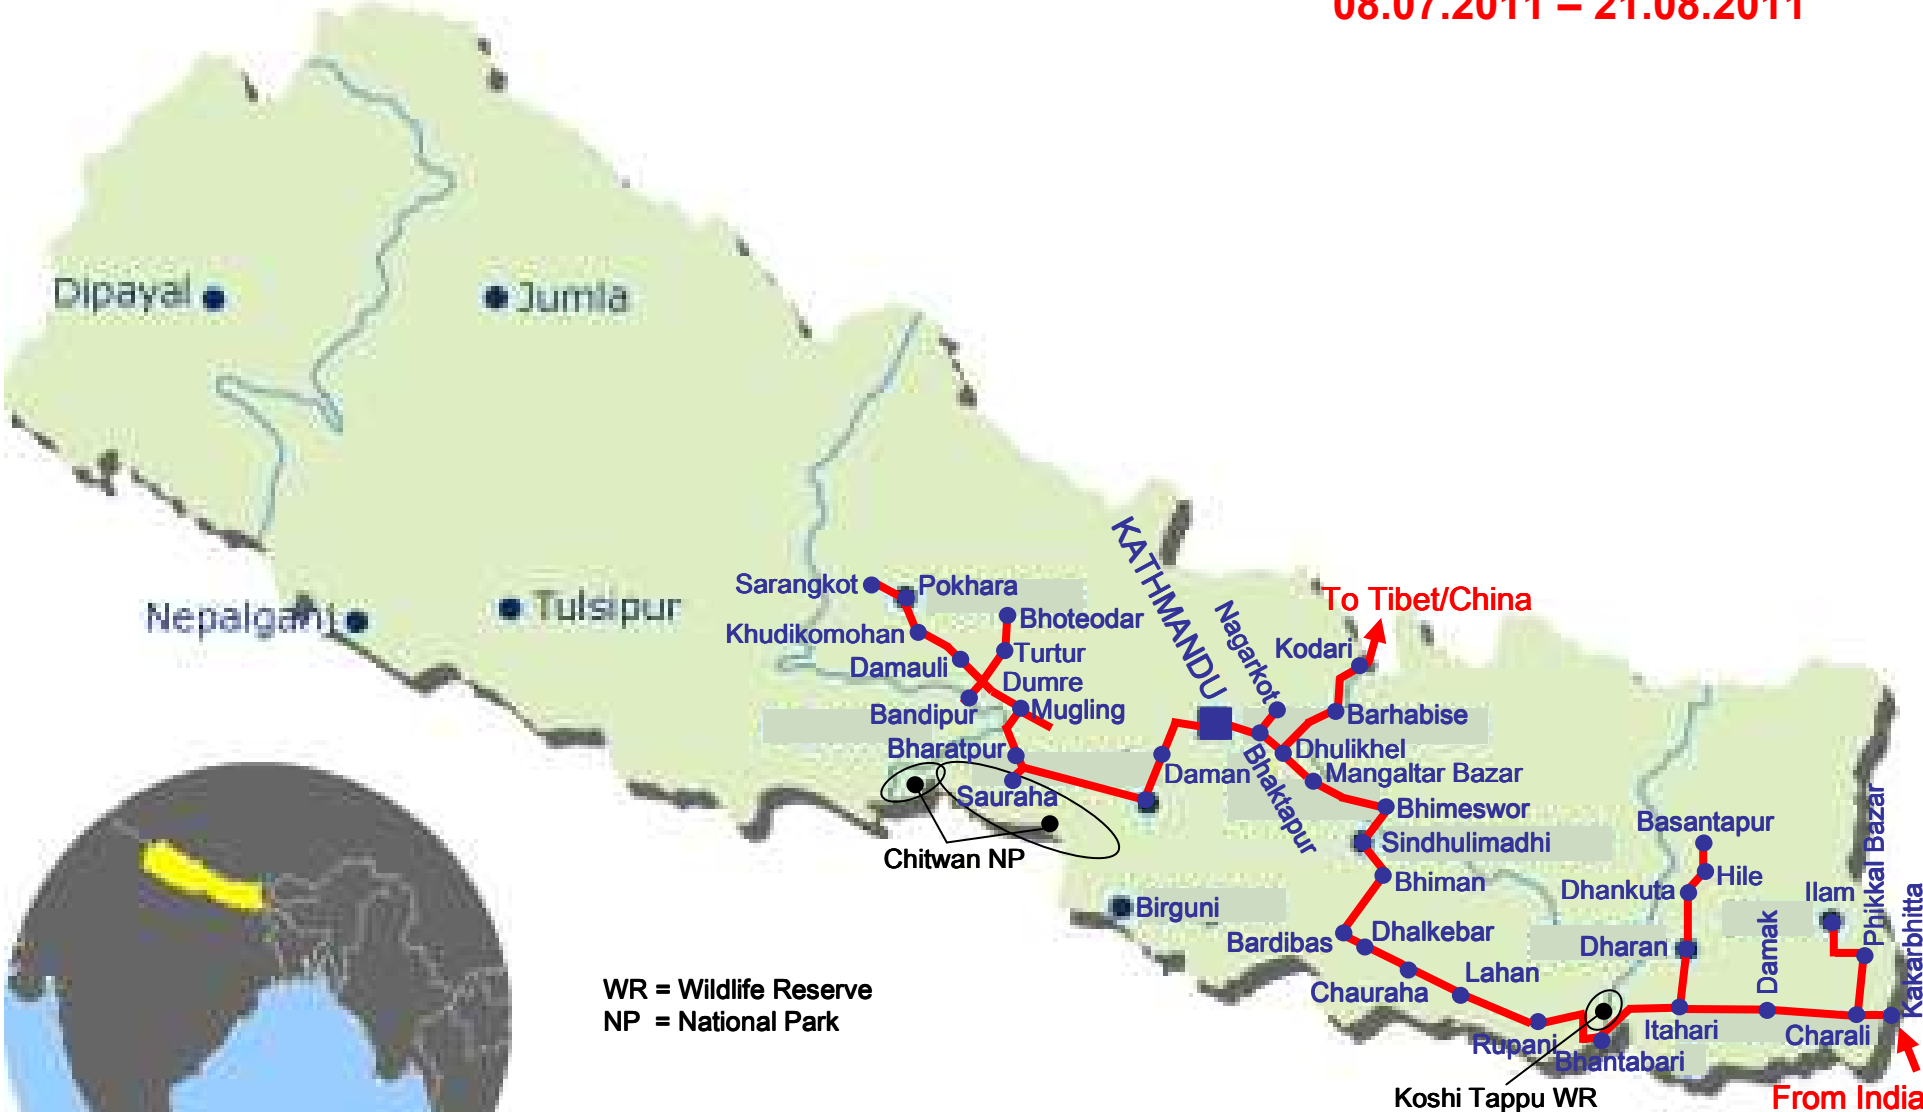 08.07.2011 – 21.08.2011
Dipayal
Jumla
Nepalganj
Tulsipur
KATHMANDU
Sarangkot
Pokhara
Bhoteodar
Khudikomohan
Turtur
Damauli
Dumre
Bandipur
Mugling
Bharatpur
Sauraha
Daman
Chitwan NP
Nagarkot
To Tibet/China
Kodari
Barhabise
Dhulikhel
Bhaktapur
Mangaltar Bazar
Bhimeswor
Sindhulimadhi
Bhiman
Birguni
Bardibas
Dhalkebar
Chauraha
Lahan
Rupani
Bhantabari
Koshi Tappu WR
Basantapur
Hile
Dhankuta
Dharan
Itahari
Damak
Ilam
Phikkal Bazar
Charali
Kakarbhitta
From India
WR = Wildlife Reserve
NP = National Park